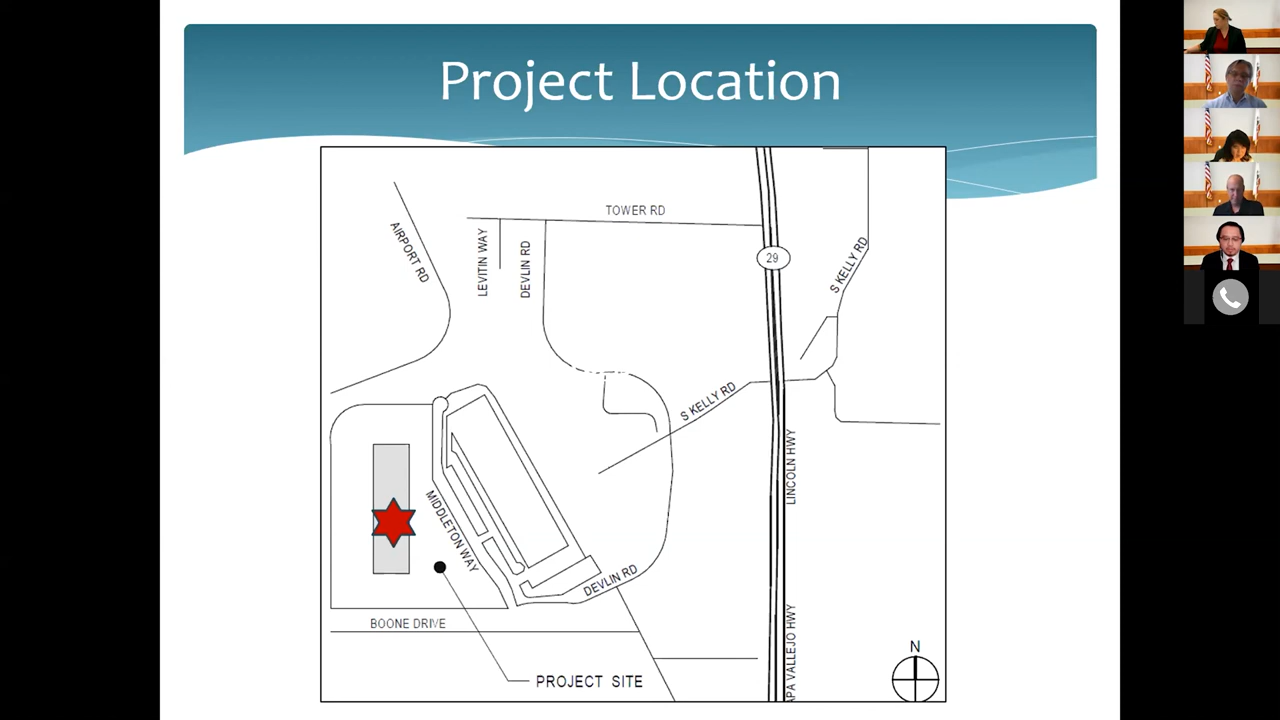 Project Location
TOWER RD
AIRPORT RD
LEVITIN WAY
DEVLIN RD
29
S KELLY RD
S KELLY RD
LINCOLN HWY
MIDDLETON WAY
DEVLIN RD
BOONE DRIVE
APA VALLEJO HWY
PROJECT SITE
N